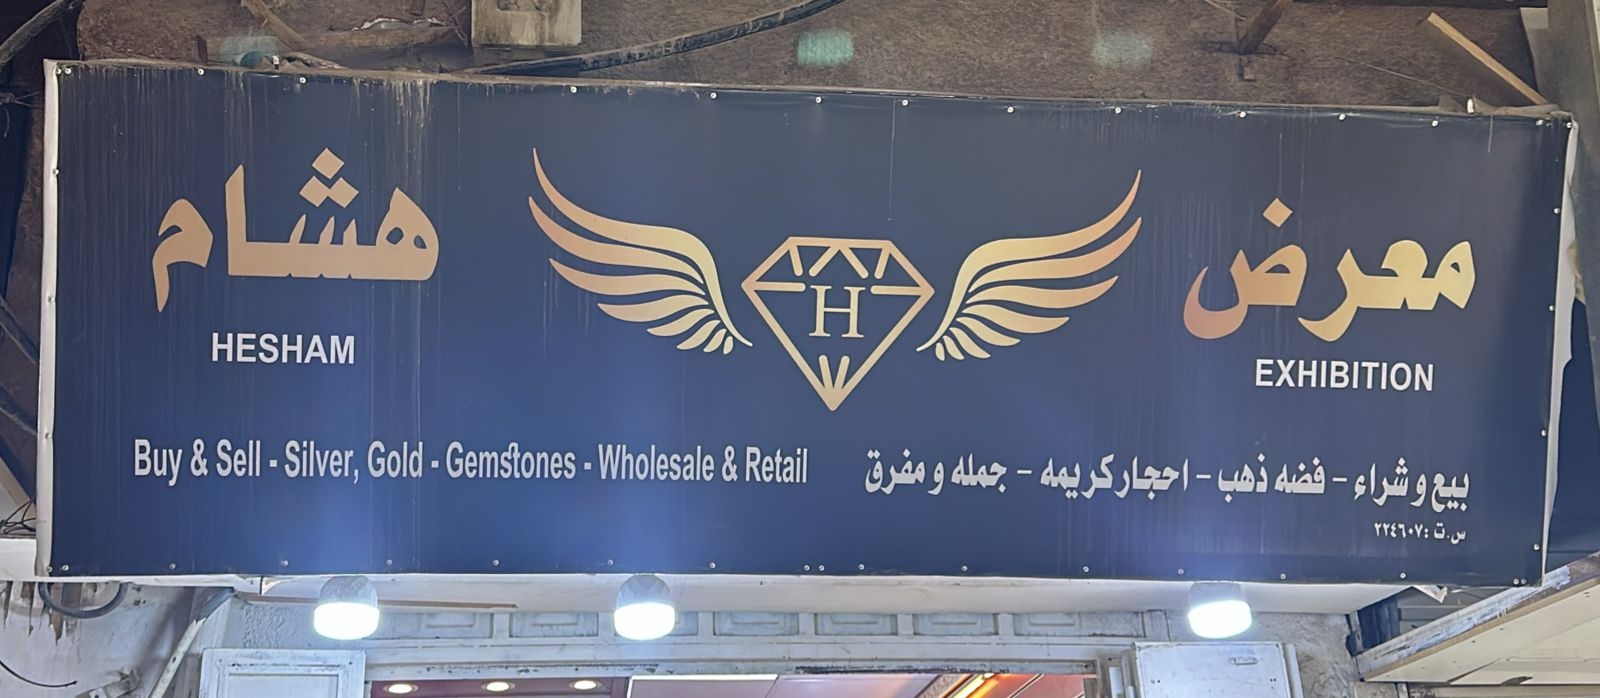 معرض هشام
EXHIBITION HESHAM
H
بيع و شراء - فضه ذهب - احجار كريمه - جمله و مفرق
Buy & Sell - Silver, Gold - Gemstones - Wholesale & Retail
س.ت : ٢٢٤٦٠٧